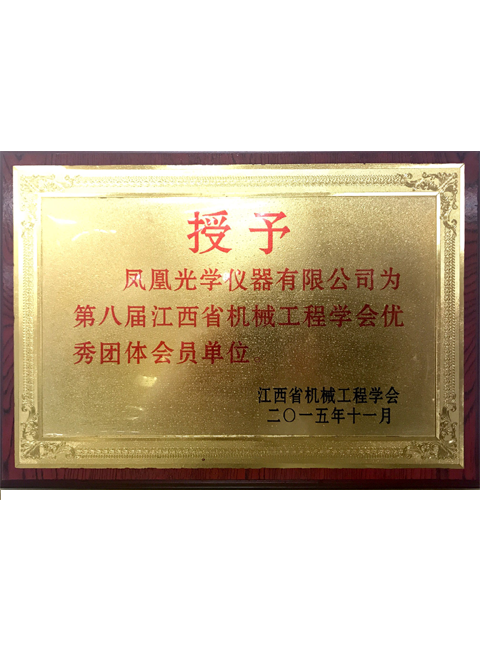 授予
凤凰光学仪器有限公司为
第八届江西省机械工程学会优
秀团体会员单位
江西省机械工程学会
二〇一五年十一月